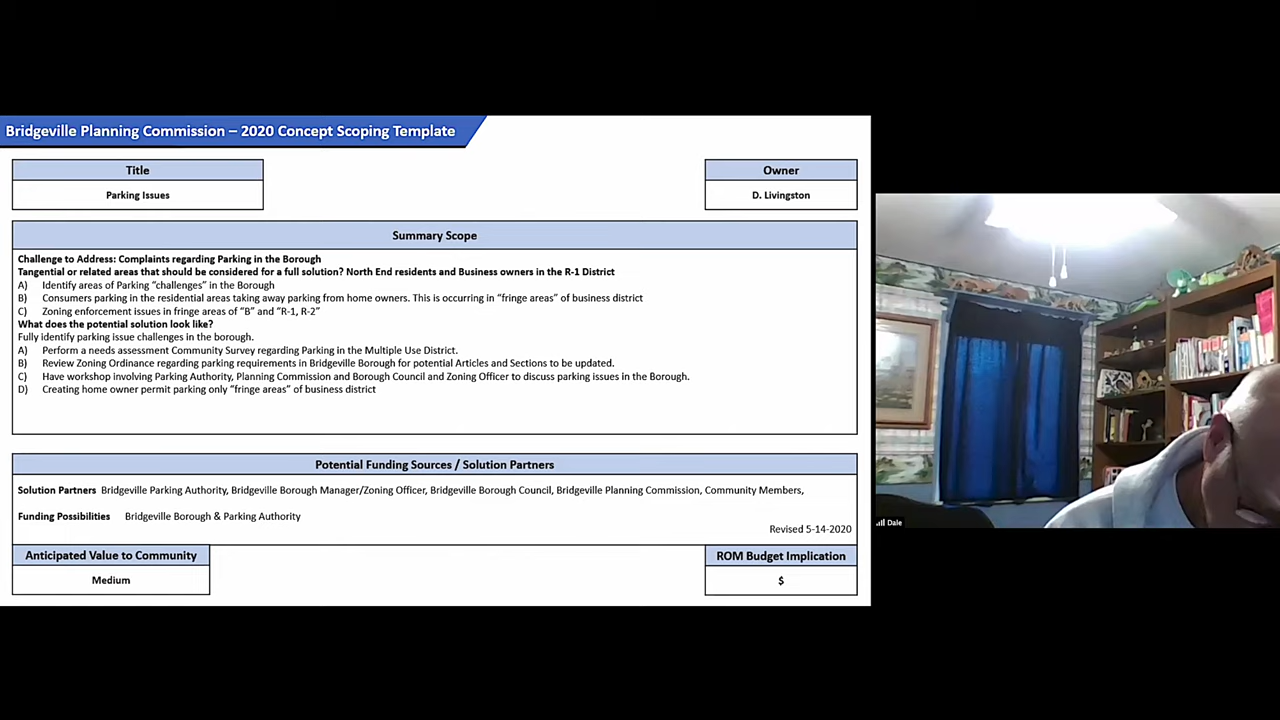 Bridgeville Planning Commission – 2020 Concept Scoping Template
Title
Parking Issues
Owner
D. Livingston
Summary Scope
Challenge to Address: Complaints regarding Parking in the Borough
Tangential or related areas that should be considered for a full solution? North End residents and Business owners in the R-1 District
A) Identify areas of Parking “challenges” in the Borough
B) Consumers parking in the residential areas taking away parking from home owners. This is occurring in “fringe areas” of business district
C) Zoning enforcement issues in fringe areas of “B” and “R-1, R-2”
What does the potential solution look like?
Fully identify parking issue challenges in the borough.
A) Perform a needs assessment Community Survey regarding Parking in the Multiple Use District.
B) Review Zoning Ordinance regarding parking requirements in Bridgeville Borough for potential Articles and Sections to be updated.
C) Have workshop involving Parking Authority, Planning Commission and Borough Council and Zoning Officer to discuss parking issues in the Borough.
D) Creating home owner permit parking only “fringe areas” of business district
Potential Funding Sources / Solution Partners
Solution Partners Bridgeville Parking Authority, Bridgeville Borough Manager/Zoning Officer, Bridgeville Borough Council, Bridgeville Planning Commission, Community Members,
Funding Possibilities Bridgeville Borough & Parking Authority
Revised 5-14-2020
Anticipated Value to Community
Medium
ROM Budget Implication
$
Dale